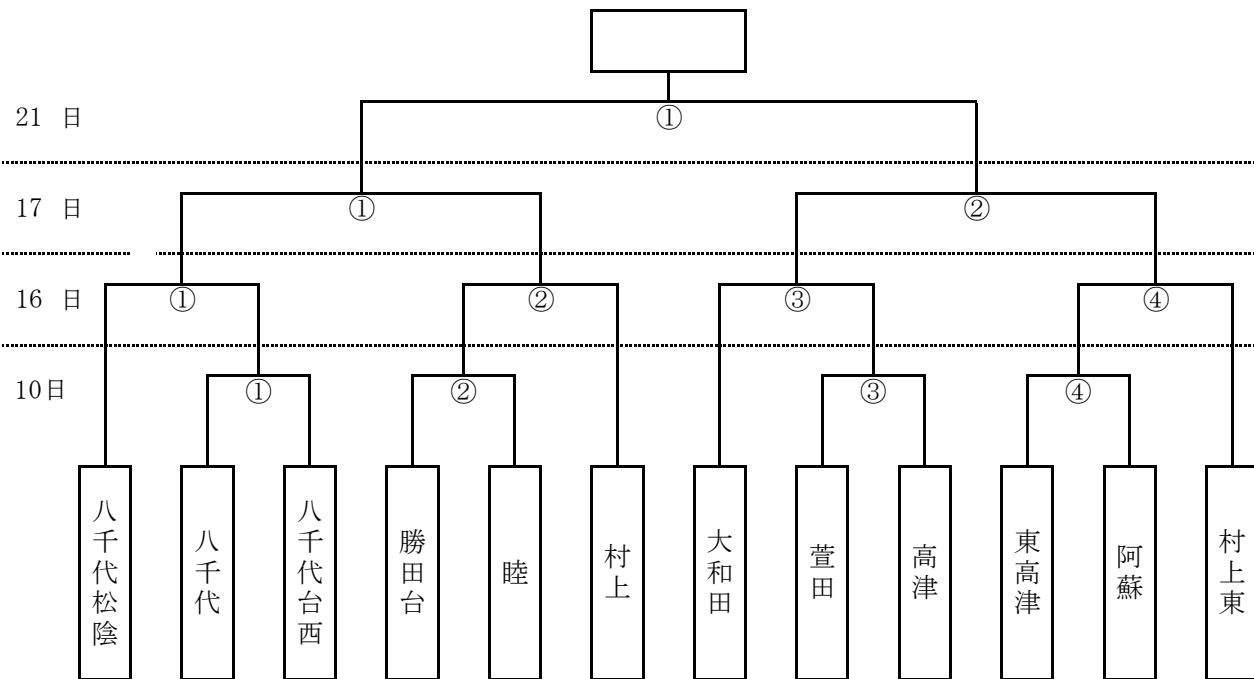 21 日
①
17 日
①
②
16 日
①
②
③
④
10日
①
②
③
④
八千代松陰
八千代
八千代台西
勝田台
睦
村上
大和田
萱田
高津
東高津
阿蘇
村上東